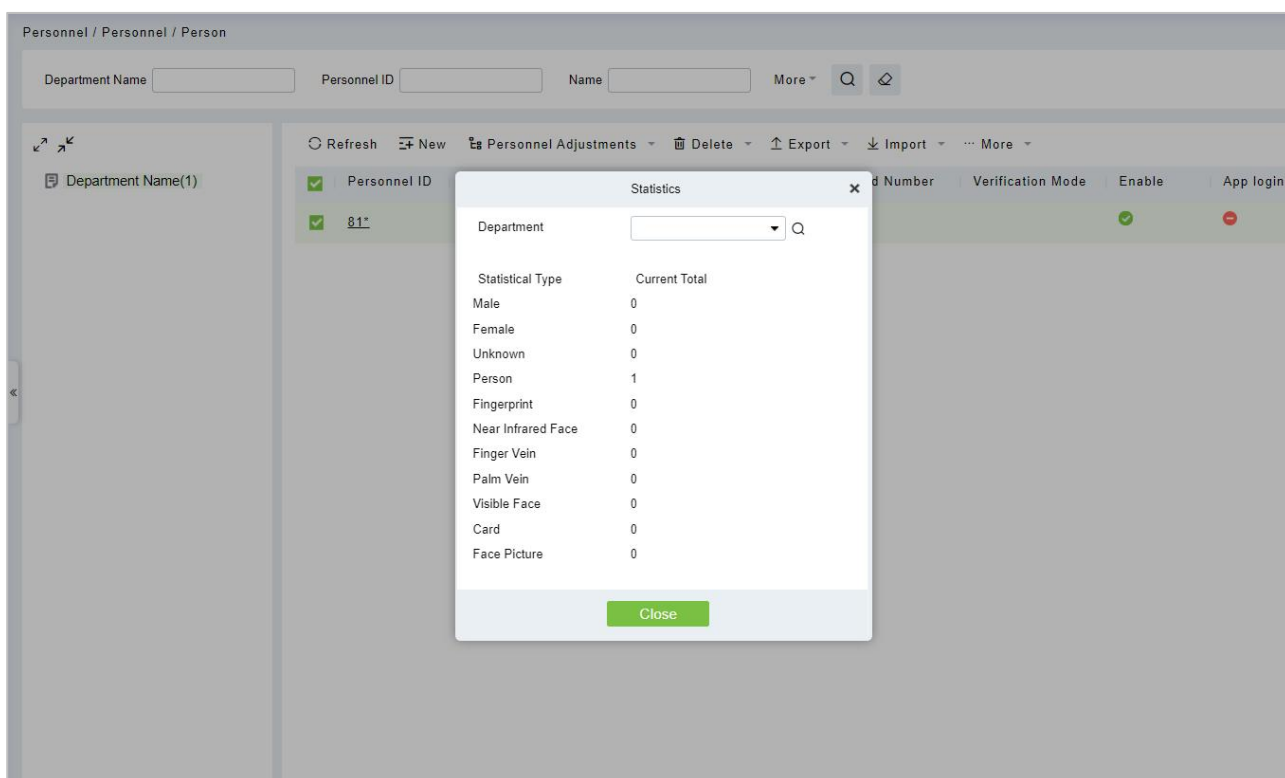 Personnel / Personnel / Person
Department Name Personnel ID Name More
Refresh New Personnel Adjustments Delete Export Import ··· More
Department Name(1)
Personnel ID d Number Verification Mode Enable App login
81*
Statistics
Department
Statistical Type Current Total
Male 0
Female 0
Unknown 0
Person 1
Fingerprint 0
Near Infrared Face 0
Finger Vein 0
Palm Vein 0
Visible Face 0
Card 0
Face Picture 0
Close